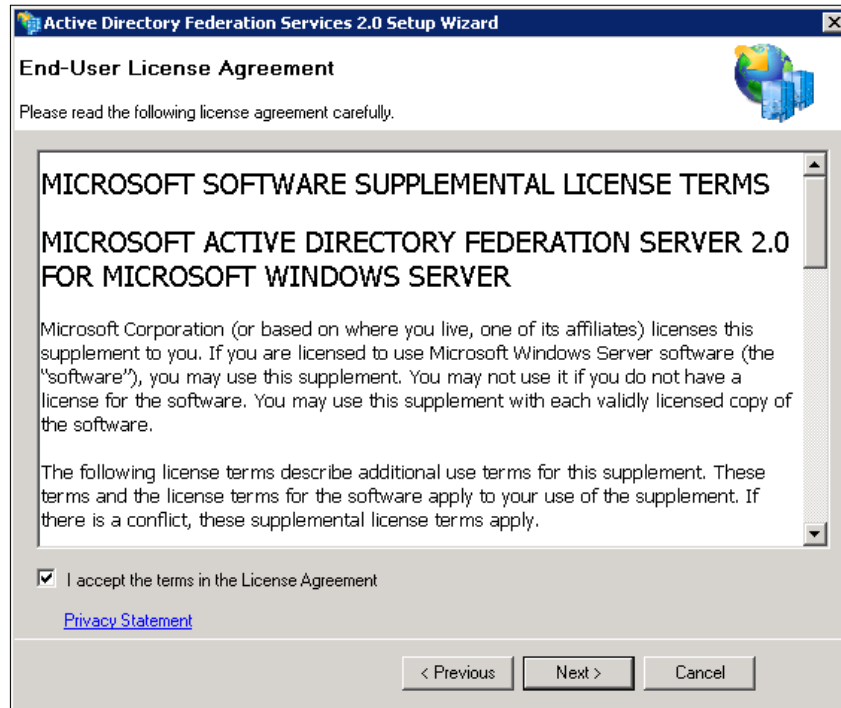 Active Directory Federation Services 2.0 Setup Wizard
End-User License Agreement
Please read the following license agreement carefully.
MICROSOFT SOFTWARE SUPPLEMENTAL LICENSE TERMS
MICROSOFT ACTIVE DIRECTORY FEDERATION SERVER 2.0
FOR MICROSOFT WINDOWS SERVER
Microsoft Corporation (or based on where you live, one of its affiliates) licenses this
supplement to you. If you are licensed to use Microsoft Windows Server software (the
"software"), you may use this supplement. You may not use it if you do not have a
license for the software. You may use this supplement with each validly licensed copy of
the software.
The following license terms describe additional use terms for this supplement. These
terms and the license terms for the software apply to your use of the supplement. If
there is a conflict, these supplemental license terms apply.
I accept the terms in the License Agreement
Privacy Statement
< Previous
Next >
Cancel